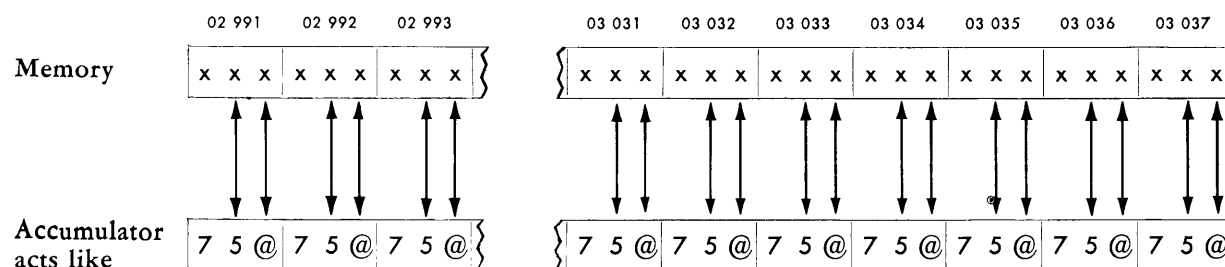 02 991 02 992 02 993 03 031 03 032 03 033 03 034 03 035 03 036 03 037
Memory x x x x x x x x x x x x x x x x x x x x x x x x x x x x x x
Accumulator
acts like 7 5 @ 7 5 @ 7 5 @ 7 5 @ 7 5 @ 7 5 @ 7 5 @ 7 5 @ 7 5 @ 7 5 @